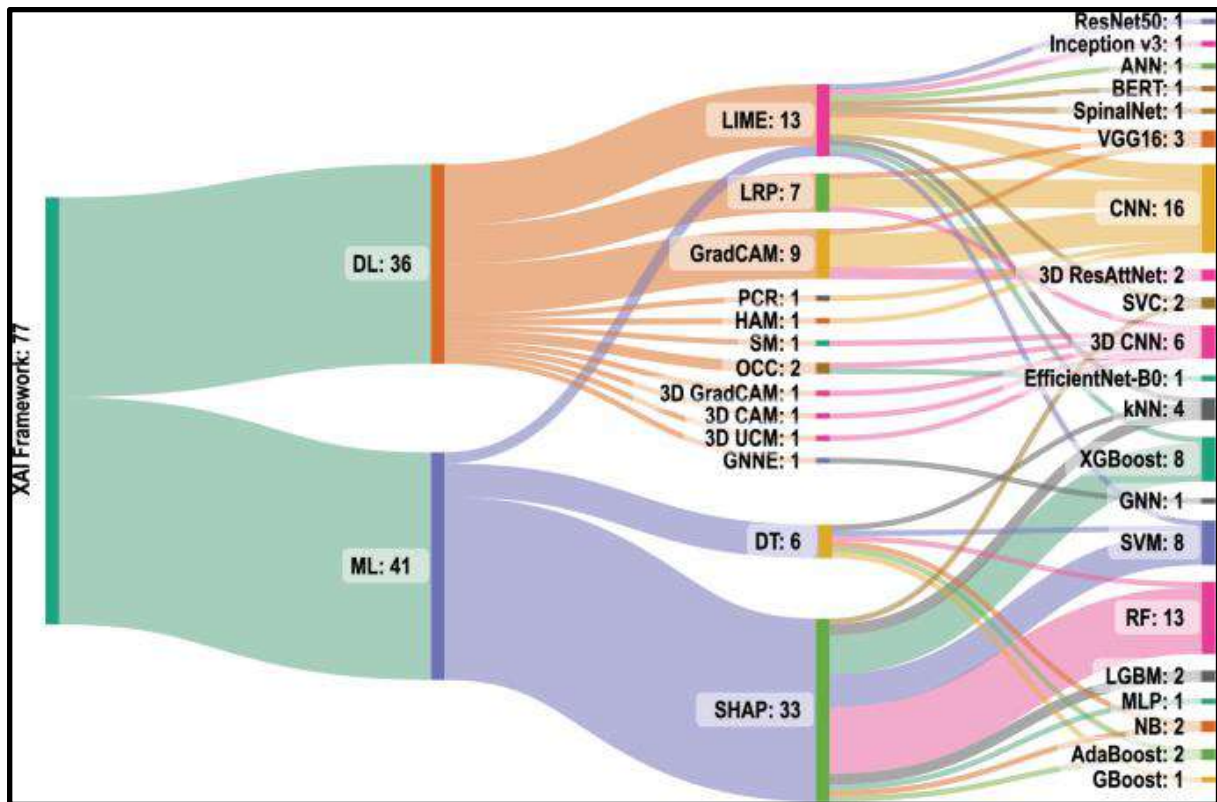 XAI Framework: 77
DL: 36
ML: 41
LIME: 13
LRP: 7
GradCAM: 9
PCR: 1
HAM: 1
SM: 1
OCC: 2
3D GradCAM: 1
3D CAM: 1
3D UCM: 1
GNNE: 1
DT: 6
SHAP: 33
ResNet50: 1
Inception v3: 1
ANN: 1
BERT: 1
SpinalNet: 1
VGG16: 3
CNN: 16
3D ResAttNet: 2
SVC: 2
3D CNN: 6
EfficientNet-B0: 1
kNN: 4
XGBoost: 8
GNN: 1
SVM: 8
RF: 13
LGBM: 2
MLP: 1
NB: 2
AdaBoost: 2
GBoost: 1